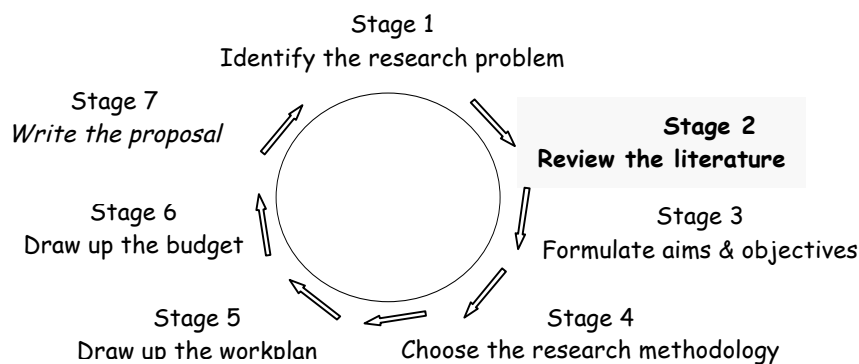 Stage 1
Identify the research problem
Stage 7
Write the proposal
Stage 2
Review the literature
Stage 6
Draw up the budget
Stage 3
Formulate aims & objectives
Stage 5
Draw up the workplan
Stage 4
Choose the research methodology